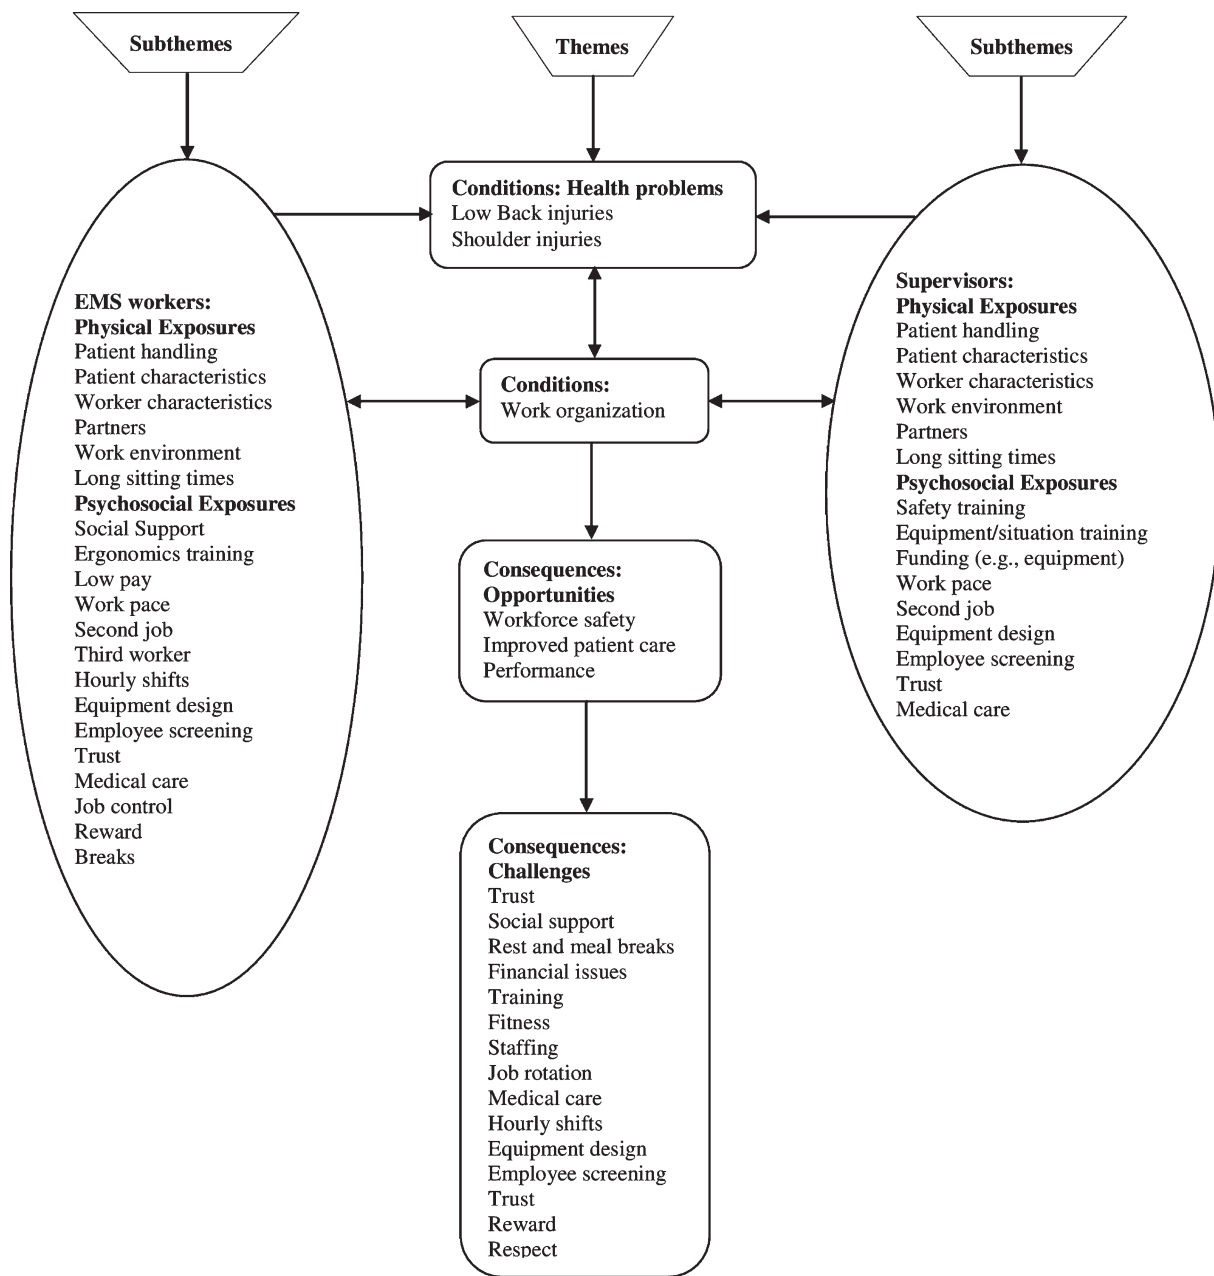 Subthemes
Themes
Subthemes
EMS workers:
Physical Exposures
Patient handling
Patient characteristics
Worker characteristics
Partners
Work environment
Long sitting times
Psychosocial Exposures
Social Support
Ergonomics training
Low pay
Work pace
Second job
Third worker
Hourly shifts
Equipment design
Employee screening
Trust
Medical care
Job control
Reward
Breaks
Conditions: Health problems
Low Back injuries
Shoulder injuries
Conditions:
Work organization
Consequences:
Opportunities
Workforce safety
Improved patient care
Performance
Consequences:
Challenges
Trust
Social support
Rest and meal breaks
Financial issues
Training
Fitness
Staffing
Job rotation
Medical care
Hourly shifts
Equipment design
Employee screening
Trust
Reward
Respect
Supervisors:
Physical Exposures
Patient handling
Patient characteristics
Worker characteristics
Work environment
Partners
Long sitting times
Psychosocial Exposures
Safety training
Equipment/situation training
Funding (e.g., equipment)
Work pace
Second job
Equipment design
Employee screening
Trust
Medical care